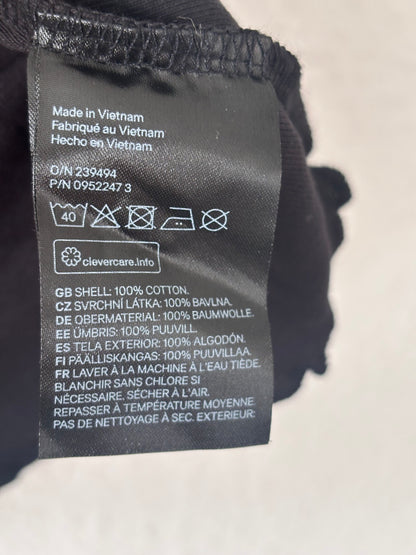 Made in Vietnam
Fabriqué au Vietnam
Hecho en Vietnam
O/N 239494
P/N 0952247 3
40
clevercare.info
GB SHELL: 100% COTTON.
CZ SVRCHNÍ LÁTKA: 100% BAVLNA.
DE OBERMATERIAL: 100% BAUMWOLLE.
EE ÜMBRIS: 100% PUUVILL.
ES TELA EXTERIOR: 100% ALGODÓN.
FI PÄÄLLISKANGAS: 100% PUUVILLAA.
FR LAVER À LA MACHINE À L'EAU TIÈDE.
BLANCHIR SANS CHLORE SI
NÉCESSAIRE. SÉCHER À L'AIR.
REPASSER À TEMPÉRATURE MOYENNE.
PAS DE NETTOYAGE À SEC. EXTERIEUR: